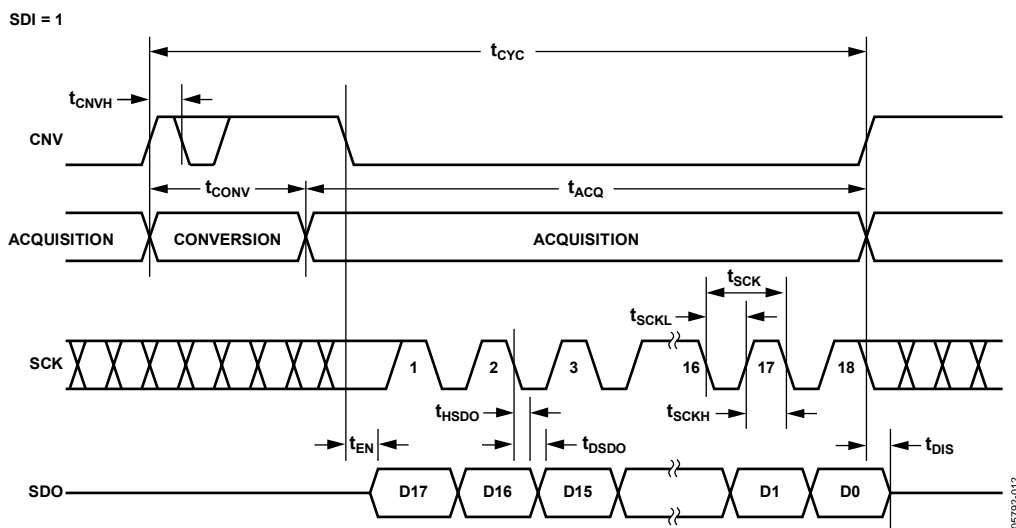 SDI = 1
tCYC
tCNVH
CNV
tCONV
tACQ
ACQUISITION CONVERSION ACQUISITION
tSCK
tSCKL
SCK 1 2 3 16 17 18
tHSDO tSCKH
tEN tDSDO tDIS
SDO D17 D16 D15 D1 D0
05792-012